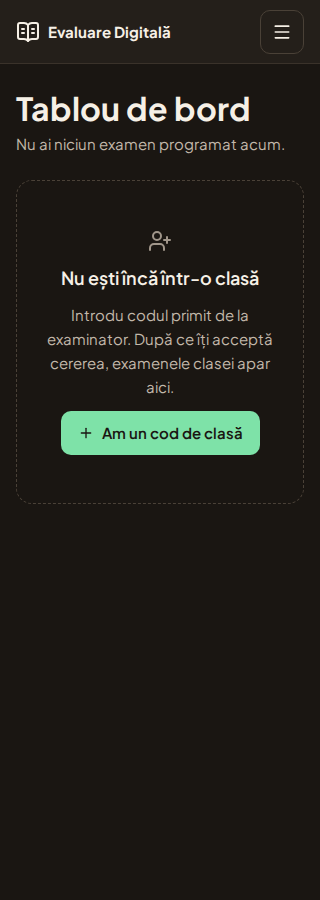 Evaluare Digitală
Tablou de bord
Nu ai niciun examen programat acum.
Nu ești încă într-o clasă
Introdu codul primit de la
examinator. După ce îți acceptă
cererea, examenele clasei apar
aici.
Am un cod de clasă